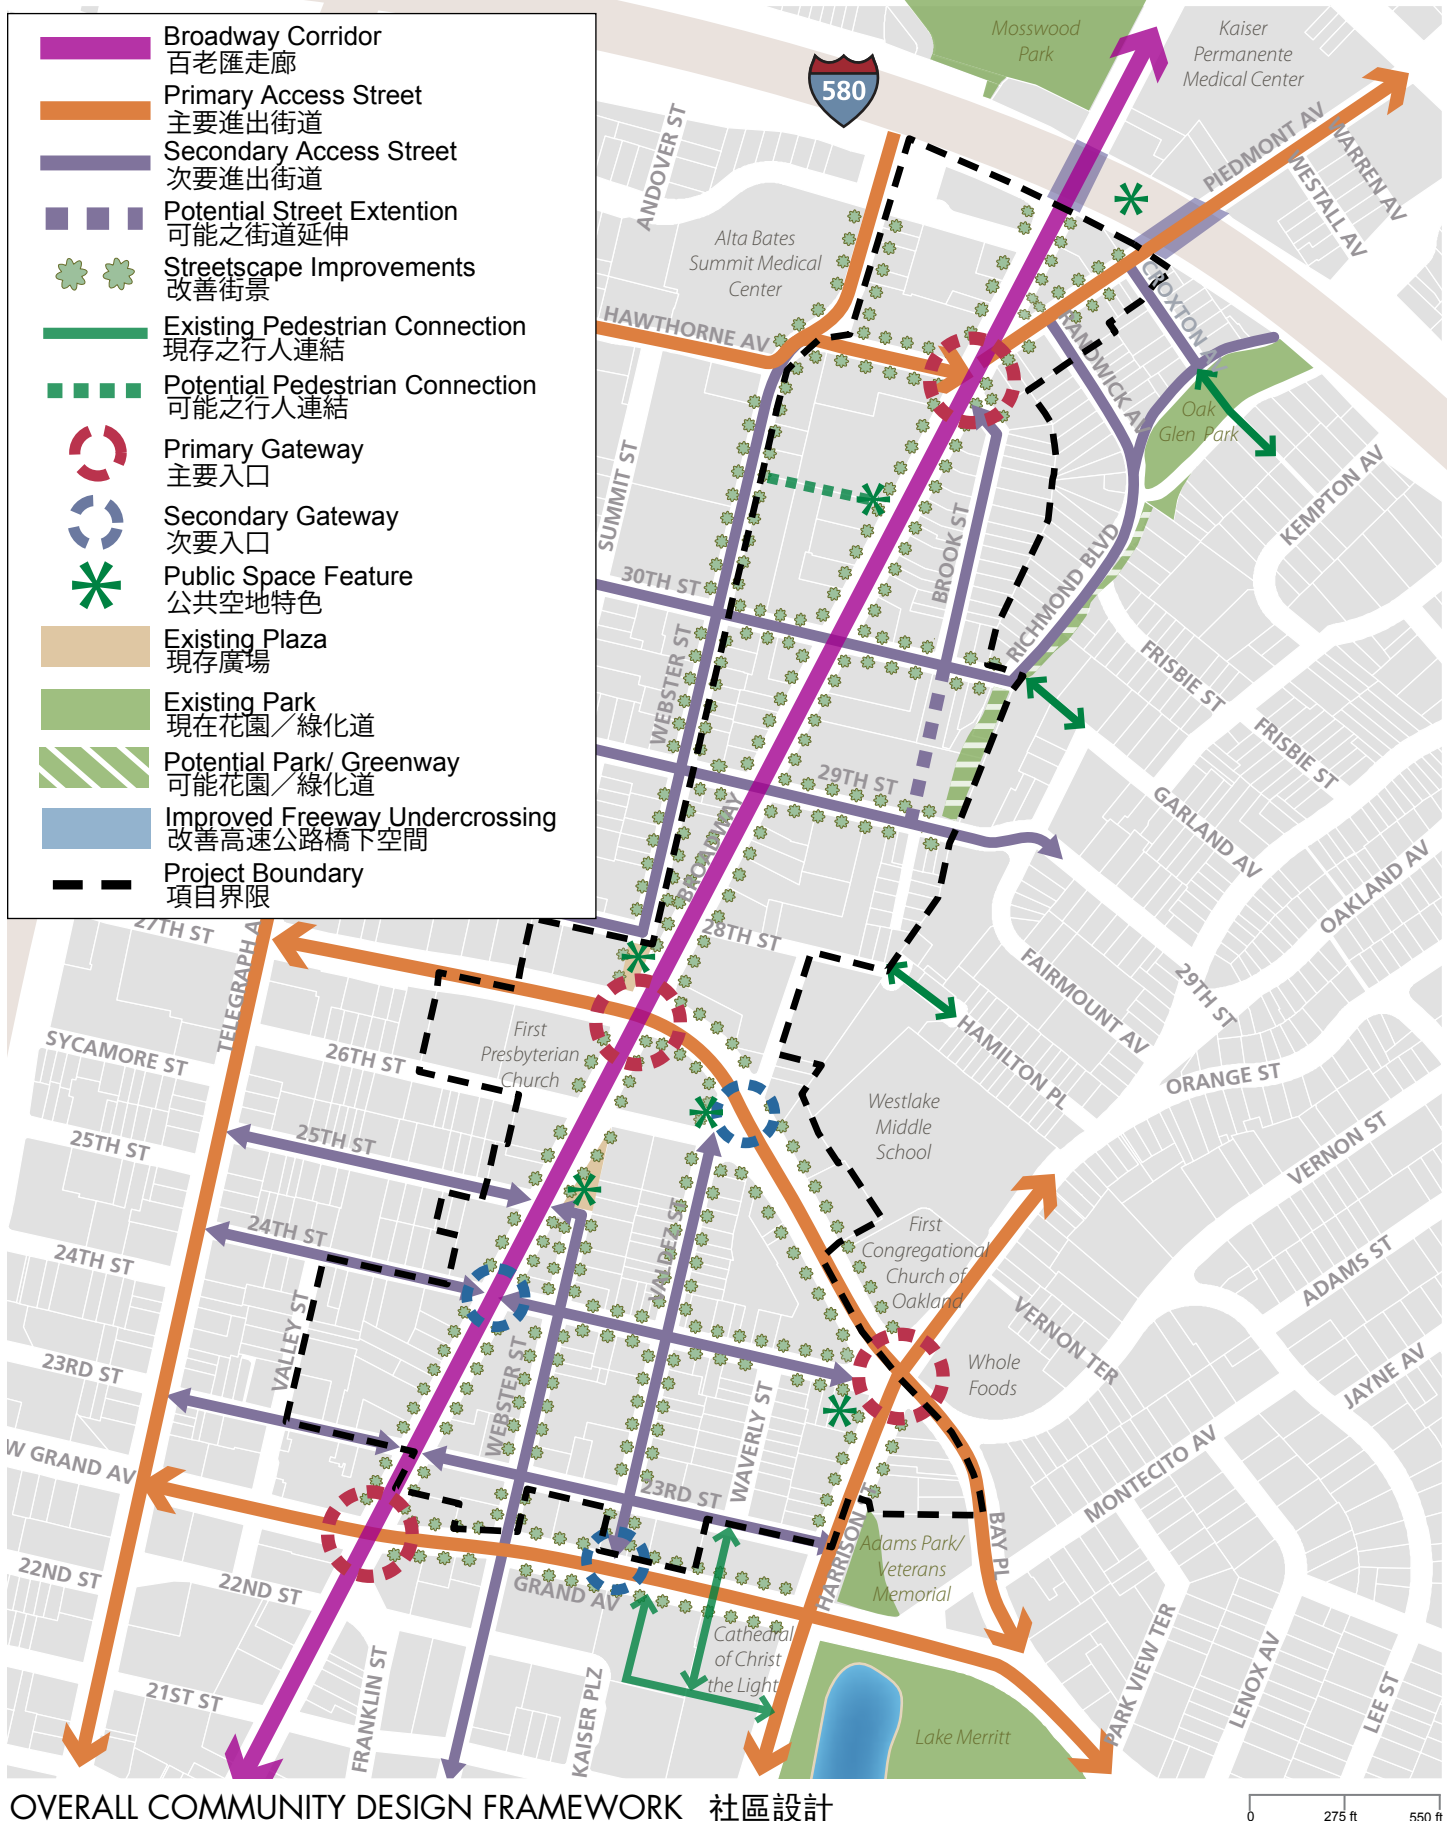 Broadway Corridor
百老匯走廊
Primary Access Street
主要進出街道
Secondary Access Street
次要進出街道
Potential Street Extention
可能之街道延伸
Streetscape Improvements
改善街景
Existing Pedestrian Connection
現存之行人連結
Potential Pedestrian Connection
可能之行人連結
Primary Gateway
主要入口
Secondary Gateway
次要入口
Public Space Feature
公共空地特色
Existing Plaza
現存廣場
Existing Park
現在花園／綠化道
Potential Park/ Greenway
可能花園／綠化道
Improved Freeway Undercrossing
改善高速公路橋下空間
Project Boundary
項目界限
Mosswood
Park
Kaiser
Permanente
Medical Center
580
ANDOVER ST
PIEDMONT AV
WARREN AV
WESTALL AV
Alta Bates
Summit Medical
Center
HAWTHORNE AV
CROXTON AV
RANDWICK AV
Oak
Glen Park
SUMMIT ST
KEMPTON AV
BROOK ST
30TH ST
RICHMOND BLVD
WEBSTER ST
FRISBIE ST
FRISBIE ST
29TH ST
BROADWAY
GARLAND AV
OAKLAND AV
27TH ST
TELEGRAPH A
28TH ST
FAIRMOUNT AV
29TH ST
SYCAMORE ST
26TH ST
First
Presbyterian
Church
HAMILTON PL
ORANGE ST
Westlake
Middle
School
25TH ST
25TH ST
VERNON ST
24TH ST
24TH ST
VALDEZ ST
First
Congregational
Church of
Oakland
ADAMS ST
VALLEY ST
VERNON TER
23RD ST
WEBSTER ST
Whole
Foods
JAYNE AV
WAVERLY ST
W GRAND AV
23RD ST
MONTECITO AV
HARRISON ST
BAY PL
Adams Park/
Veterans
Memorial
22ND ST
22ND ST
GRAND AV
Cathedral
of Christ
the Light
21ST ST
FRANKLIN ST
KAISER PLZ
PARK VIEW TER
LENOX AV
LEE ST
Lake Merritt
OVERALL COMMUNITY DESIGN FRAMEWORK 社區設計
0 275 ft 550 ft